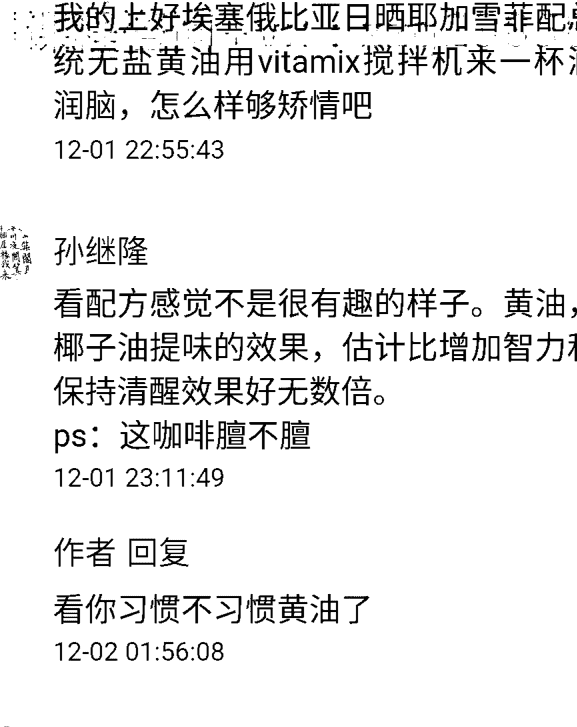 我的上好埃塞俄比亚日晒耶加雪菲配
统无盐黄油用vitamix搅拌机来一杯
润脑，怎么样够矫情吧
12-01 22:55:43
孙继隆
看配方感觉不是很有趣的样子。黄油，
椰子油提味的效果，估计比增加智力和
保持清醒效果好无数倍。
ps：这咖啡膻不膻
12-01 23:11:49
作者 回复
看你习惯不习惯黄油了
12-02 01:56:08